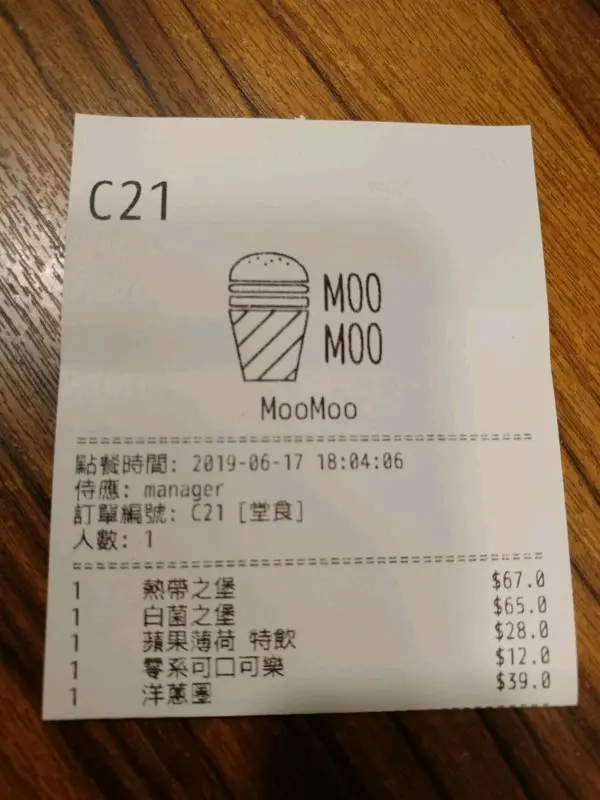 C21
MOO
MOO
MooMoo
點餐時間: 2019-06-17 18:04:06
侍應: manager
訂單編號: C21 [堂食]
人數: 1
1 熱帶之堡 $67.0
1 白菌之堡 $65.0
1 蘋果薄荷 特飲 $28.0
1 零系可口可樂 $12.0
1 洋蔥圈 $39.0